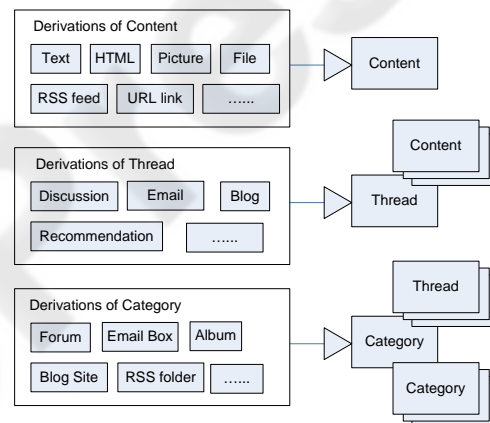 Derivations of Content
Text HTML Picture File
RSS feed URL link …...
Content
Derivations of Thread
Discussion Email Blog
Recommendation …...
Content
Thread
Derivations of Category
Forum Email Box Album
Blog Site RSS folder …...
Thread
Category
Category